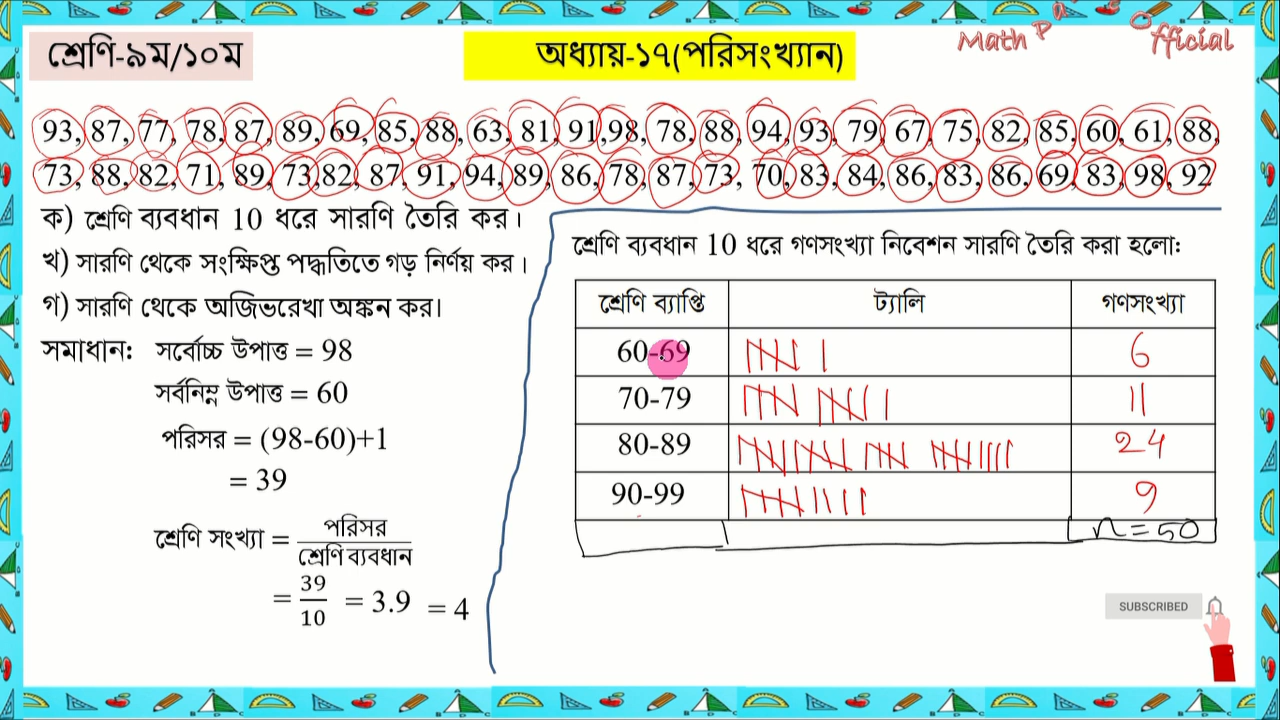 Math P a s O fficial
শ্রেণি-৯ম/১০ম
অধ্যায়-১৭(পরিসংখ্যান)
93, 87, 77, 78, 87, 89, 69, 85, 88, 63, 81, 91,98, 78, 88, 94, 93, 79, 67, 75, 82, 85, 60, 61, 88,
73, 88, 82, 71, 89, 73,82, 87, 91, 94, 89, 86, 78, 87, 73, 70, 83, 84, 86, 83, 86, 69, 83, 98, 92
ক) শ্রেণি ব্যবধান 10 ধরে সারণি তৈরি কর।
খ) সারণি থেকে সংক্ষিপ্ত পদ্ধতিতে গড় নির্ণয় কর।
গ) সারণি থেকে অজিভরেখা অঙ্কন কর।
সমাধান: সর্বোচ্চ উপাত্ত = 98
সর্বনিম্ন উপাত্ত = 60
পরিসর = (98-60)+1
= 39
শ্রেণি সংখ্যা = পরিসর / শ্রেণি ব্যবধান
= 39/10 = 3.9 = 4
শ্রেণি ব্যবধান 10 ধরে গণসংখ্যা নিবেশন সারণি তৈরি করা হলো:
শ্রেণি ব্যাপ্তি ট্যালি গণসংখ্যা
60-69 6
70-79 11
80-89 24
90-99 9
n=50
SUBSCRIBED